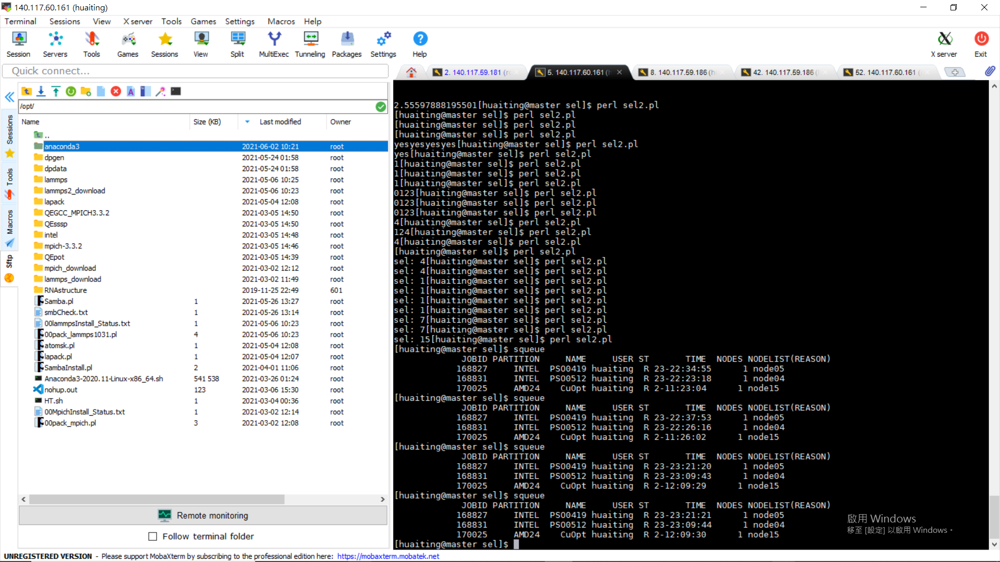 140.117.60.161 (huaiting)
Terminal Sessions View X server Tools Games Settings Macros Help
Session Servers Tools Games Sessions View Split MultiExec Tunneling Packages Settings Help X server Exit
Quick connect...
2. 140.117.59.181 (r
5. 140.117.60.161 (h
8. 140.117.59.186 (h
42. 140.117.59.186 (
52. 140.117.60.161 (
Sessions
Tools
Macros
Sftp
/opt/
Name Size (KB) Last modified Owner
..
anaconda3 2021-06-02 10:21 root
dpgen 2021-05-24 01:58 root
dpdata 2021-05-24 01:58 root
lammps 2021-05-06 10:25 root
lammps2_download 2021-05-06 10:23 root
lapack 2021-05-04 12:08 root
QEGCC_MPICH3.3.2 2021-03-05 14:50 root
QEsssp 2021-03-05 14:50 root
intel 2021-03-05 14:48 root
mpich-3.3.2 2021-03-05 14:46 root
QEpot 2021-03-05 14:39 root
mpich_download 2021-03-02 12:12 root
lammps_download 2021-03-02 11:49 root
RNAstructure 2019-11-25 22:49 601
Samba.pl 1 2021-05-26 13:27 root
smbCheck.txt 1 2021-05-26 13:14 root
00lammpsInstall_Status.txt 1 2021-05-06 10:23 root
00pack_lammps1031.pl 4 2021-05-06 10:23 root
atomsk.pl 1 2021-05-04 12:08 root
lapack.pl 1 2021-05-04 12:07 root
SambaInstall.pl 2 2021-04-01 11:06 root
Anaconda3-2020.11-Linux-x86_64.sh 541 538 2021-03-26 01:24 root
nohup.out 123 2021-03-06 15:30 root
HT.sh 1 2021-03-04 00:36 root
00MpichInstall_Status.txt 1 2021-03-02 12:14 root
00pack_mpich.pl 3 2021-03-02 12:08 root
Remote monitoring
Follow terminal folder
2.55597888195501[huaiting@master sel]$ perl sel2.pl
[huaiting@master sel]$ perl sel2.pl
[huaiting@master sel]$ perl sel2.pl
[huaiting@master sel]$ perl sel2.pl
yesyesyesyes[huaiting@master sel]$ perl sel2.pl
yes[huaiting@master sel]$ perl sel2.pl
1[huaiting@master sel]$ perl sel2.pl
1[huaiting@master sel]$ perl sel2.pl
1[huaiting@master sel]$ perl sel2.pl
0123[huaiting@master sel]$ perl sel2.pl
0123[huaiting@master sel]$ perl sel2.pl
0123[huaiting@master sel]$ perl sel2.pl
4[huaiting@master sel]$ perl sel2.pl
124[huaiting@master sel]$ perl sel2.pl
4[huaiting@master sel]$ perl sel2.pl
[huaiting@master sel]$ perl sel2.pl
sel: 4[huaiting@master sel]$ perl sel2.pl
sel: 4[huaiting@master sel]$ perl sel2.pl
sel: 1[huaiting@master sel]$ perl sel2.pl
sel: 1[huaiting@master sel]$ perl sel2.pl
sel: 1[huaiting@master sel]$ perl sel2.pl
sel: 1[huaiting@master sel]$ perl sel2.pl
sel: 7[huaiting@master sel]$ perl sel2.pl
sel: 7[huaiting@master sel]$ perl sel2.pl
sel: 15[huaiting@master sel]$ perl sel2.pl
[huaiting@master sel]$ squeue
JOBID PARTITION NAME USER ST TIME NODES NODELIST(REASON)
168827 INTEL PSO0419 huaiting R 23-22:34:55 1 node05
168831 INTEL PSO0512 huaiting R 23-22:23:18 1 node04
170025 AMD24 CuOpt huaiting R 2-11:23:04 1 node15
[huaiting@master sel]$ squeue
JOBID PARTITION NAME USER ST TIME NODES NODELIST(REASON)
168827 INTEL PSO0419 huaiting R 23-22:37:53 1 node05
168831 INTEL PSO0512 huaiting R 23-22:26:16 1 node04
170025 AMD24 CuOpt huaiting R 2-11:26:02 1 node15
[huaiting@master sel]$ squeue
JOBID PARTITION NAME USER ST TIME NODES NODELIST(REASON)
168827 INTEL PSO0419 huaiting R 23-23:21:20 1 node05
168831 INTEL PSO0512 huaiting R 23-23:09:43 1 node04
170025 AMD24 CuOpt huaiting R 2-12:09:29 1 node15
[huaiting@master sel]$ squeue
JOBID PARTITION NAME USER ST TIME NODES NODELIST(REASON)
168827 INTEL PSO0419 huaiting R 23-23:21:21 1 node05
168831 INTEL PSO0512 huaiting R 23-23:09:44 1 node04
170025 AMD24 CuOpt huaiting R 2-12:09:30 1 node15
[huaiting@master sel]$
啟用 Windows
移至 [設定] 以啟用 Windows。
UNREGISTERED VERSION - Please support MobaXterm by subscribing to the professional edition here: https://mobaxterm.mobatek.net